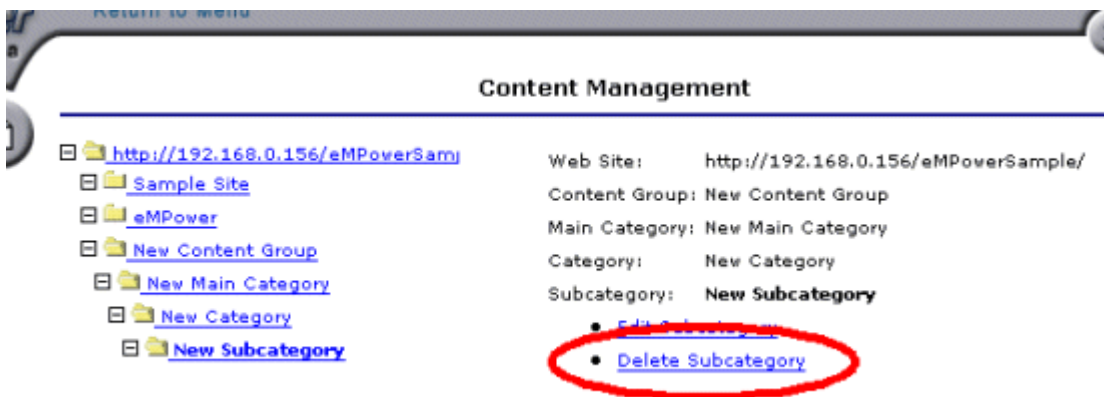 Return to Menu
Content Management
http://192.168.0.156/eMPowerSam
Sample Site
eMPower
New Content Group
New Main Category
New Category
New Subcategory
Web Site: http://192.168.0.156/eMPowerSample/
Content Group: New Content Group
Main Category: New Main Category
Category: New Category
Subcategory: New Subcategory
Edit Subcategory
Delete Subcategory